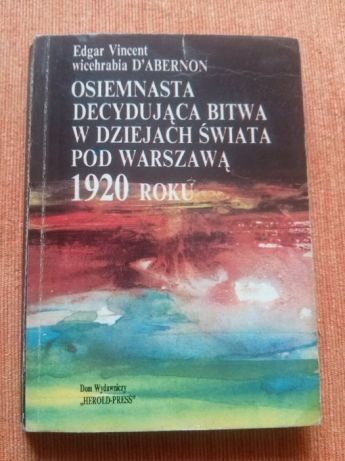 Edgar Vincent
wicehrabia D'ABERNON
OSIEMNASTA
DECYDUJĄCA BITWA
W DZIEJACH ŚWIATA
POD WARSZAWĄ
1920 ROKU
Dom Wydawniczy
„HEROLD-PRESS"